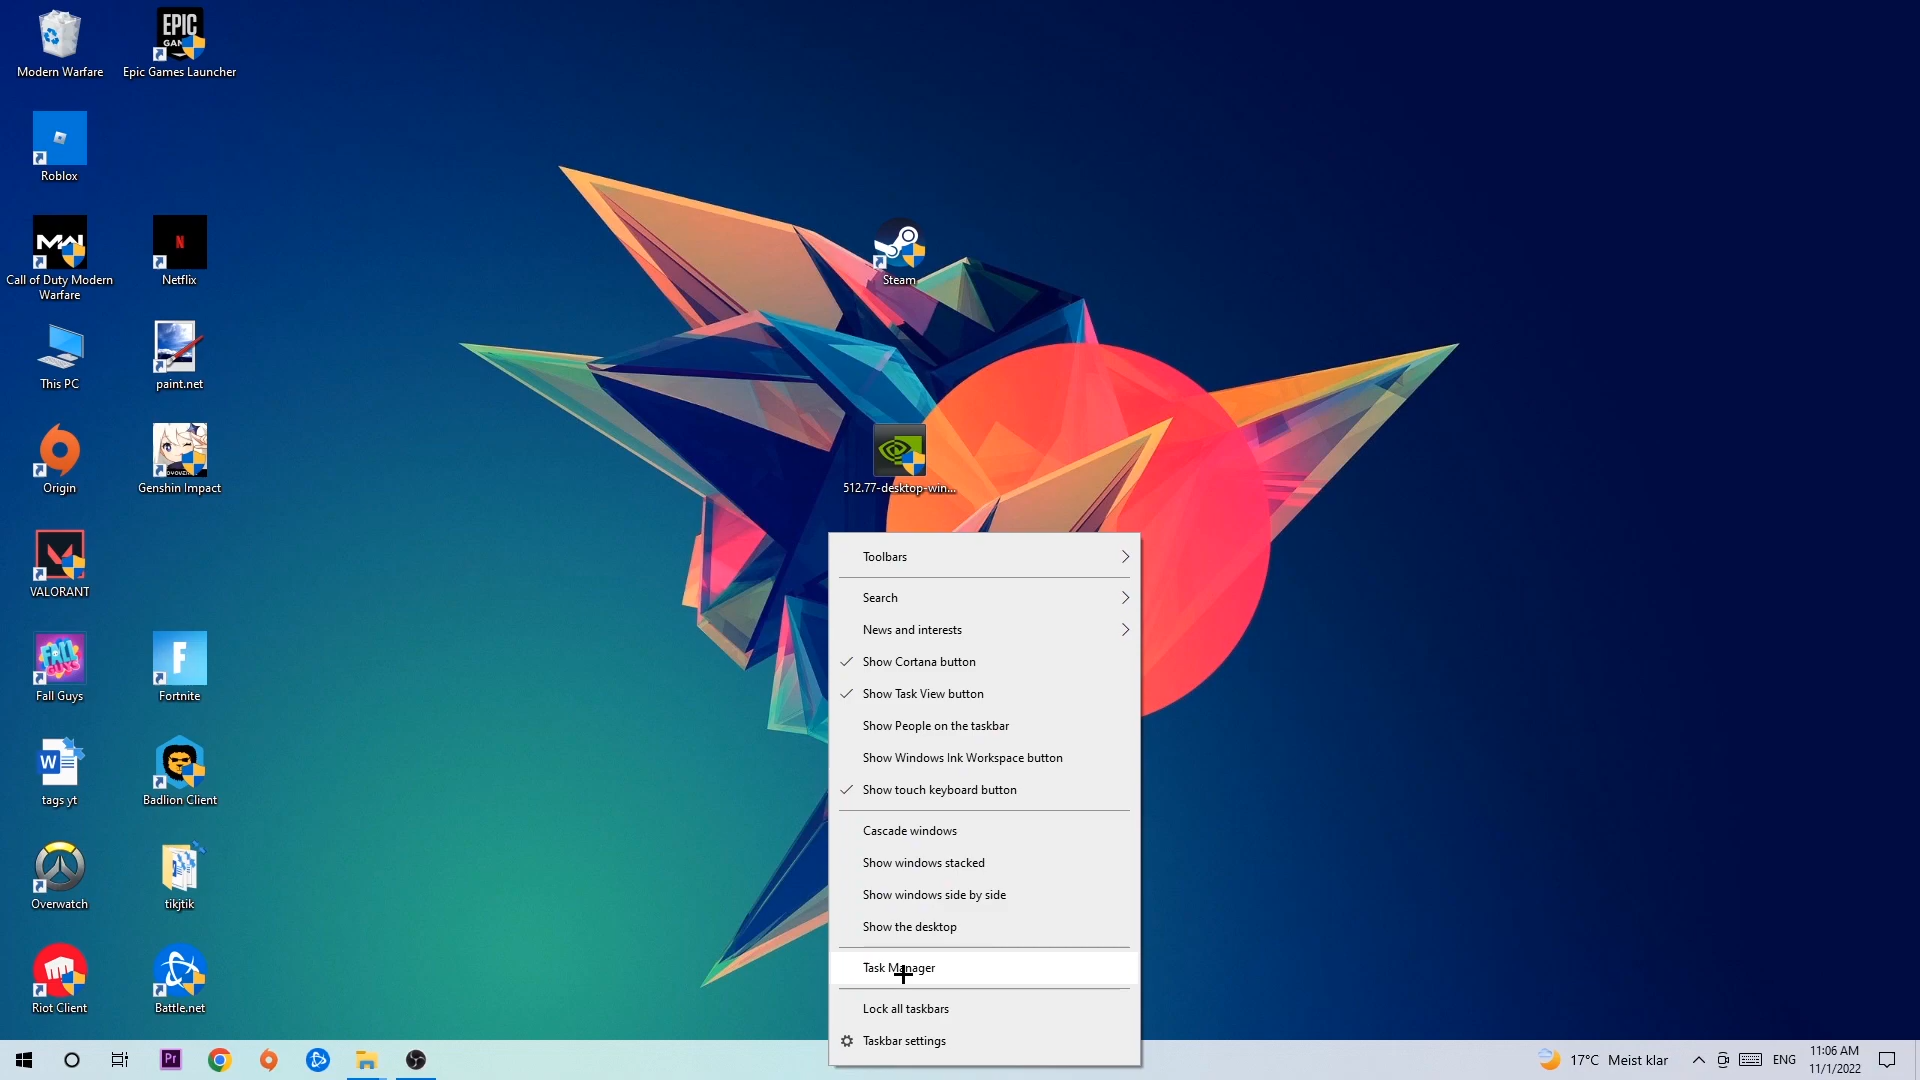 Modern Warfare
EPIC
GAMES
Epic Games Launcher
Roblox
MW
Call of Duty Modern
Warfare
N
Netflix
Steam
This PC
paint.net
Origin
Genshin Impact
512.77-desktop-win...
VALORANT
Fall Guys
F
Fortnite
W
tags yt
Badlion Client
Overwatch
tikjtik
Riot Client
Battle.net
Toolbars
Search
News and interests
Show Cortana button
Show Task View button
Show People on the taskbar
Show Windows Ink Workspace button
Show touch keyboard button
Cascade windows
Show windows stacked
Show windows side by side
Show the desktop
Task Manager
Lock all taskbars
Taskbar settings
Pr
17°C Meist klar
ENG
11:06 AM
11/1/2022